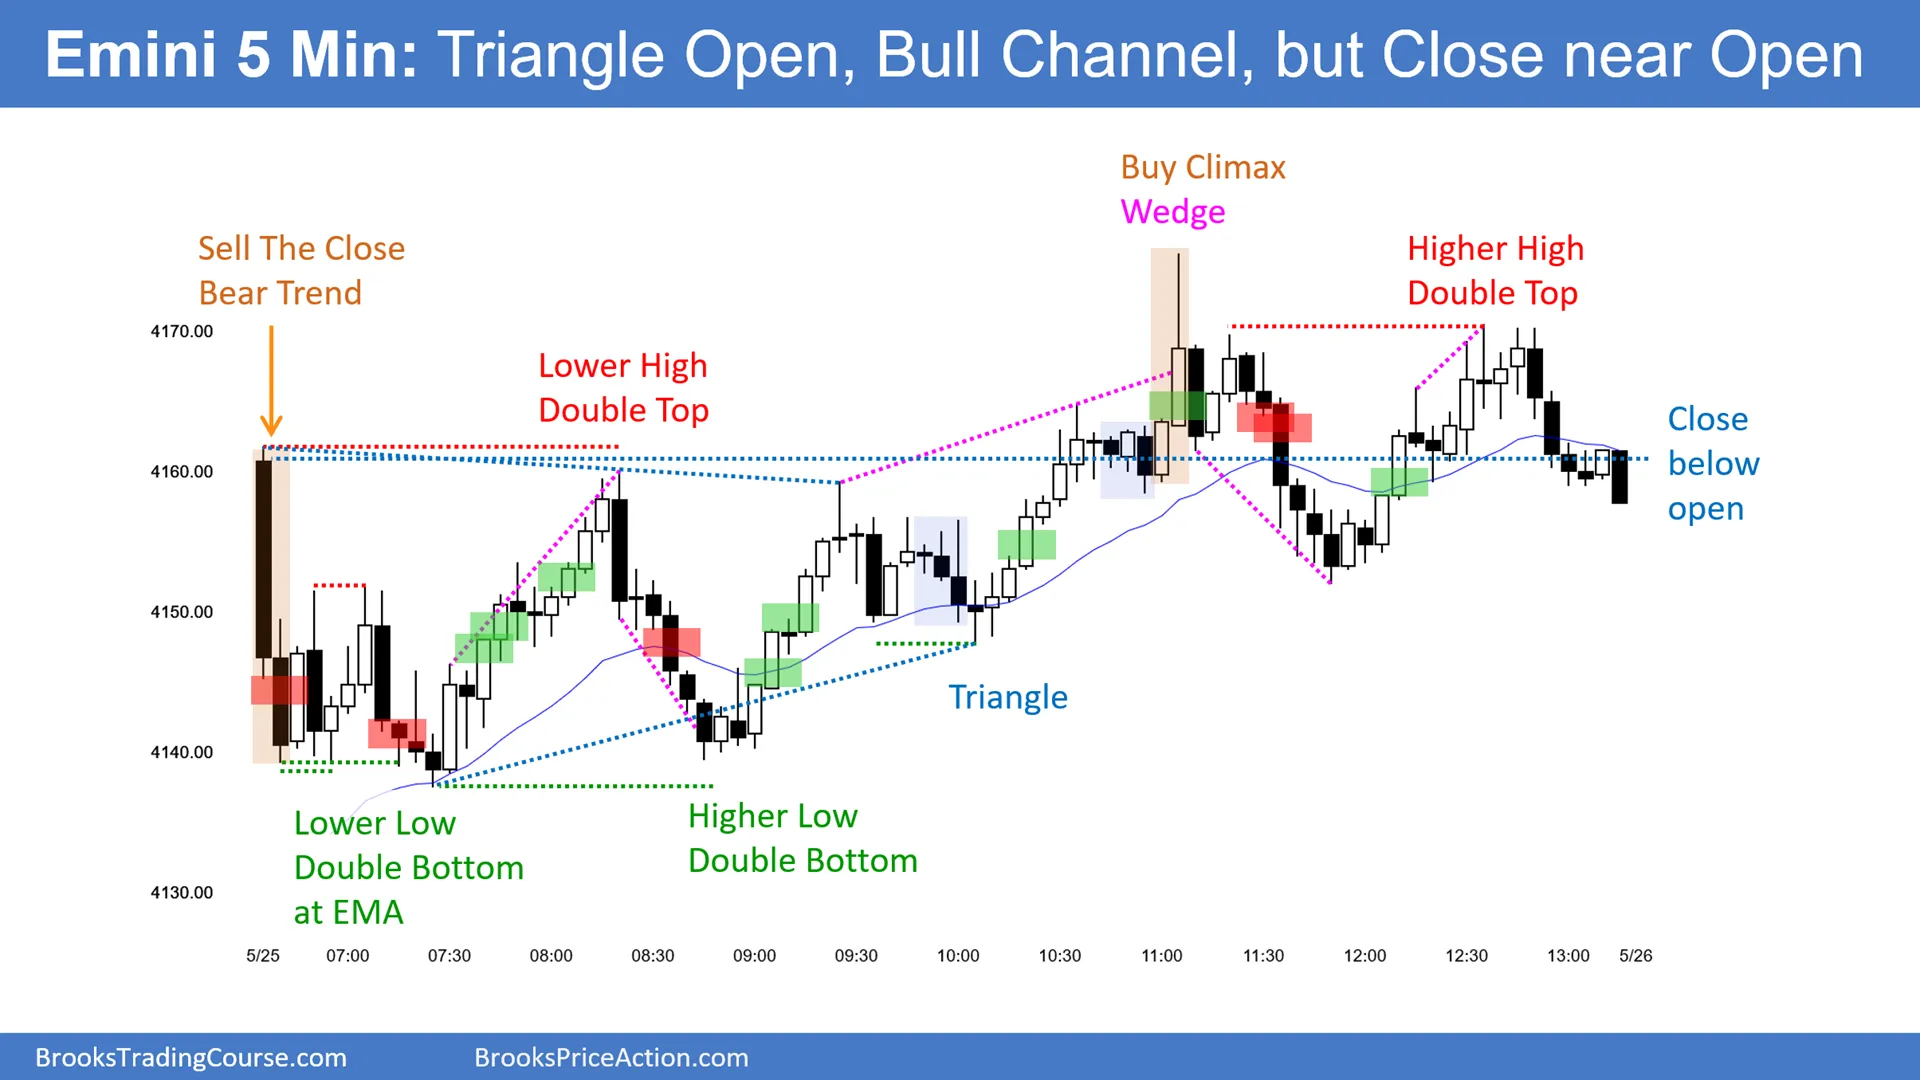 Emini 5 Min: Triangle Open, Bull Channel, but Close near Open
Buy Climax
Wedge
Sell The Close
Bear Trend
Higher High
Double Top
4170.00
Lower High
Double Top
Close
below
open
4160.00
4150.00
Triangle
4140.00
Lower Low
Double Bottom
at EMA
Higher Low
Double Bottom
4130.00
5/25 07:00 07:30 08:00 08:30 09:00 09:30 10:00 10:30 11:00 11:30 12:00 12:30 13:00 5/26
BrooksTradingCourse.com BrooksPriceAction.com